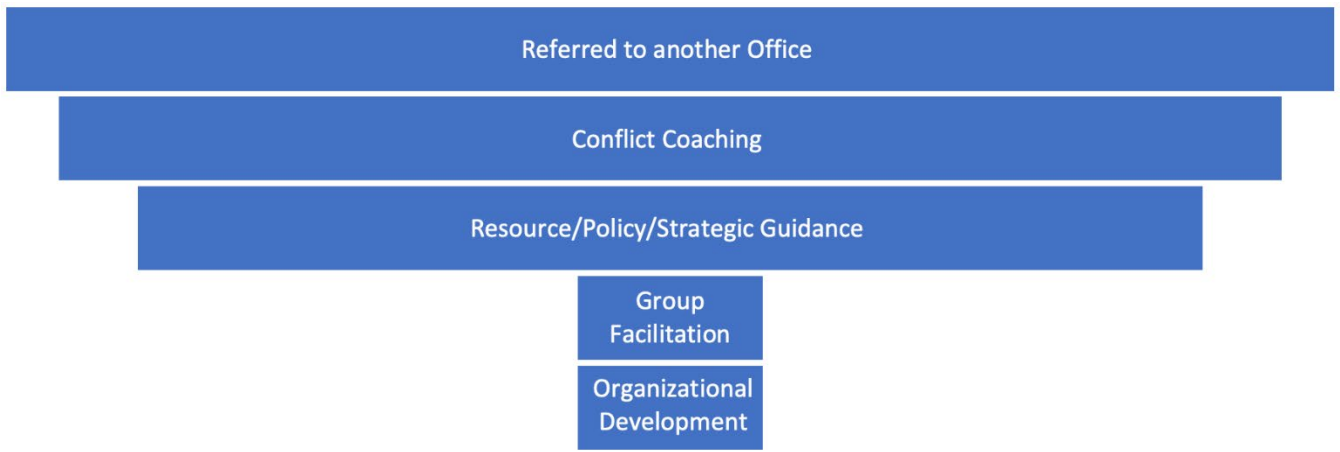 Referred to another Office
Conflict Coaching
Resource/Policy/Strategic Guidance
Group
Facilitation
Organizational
Development